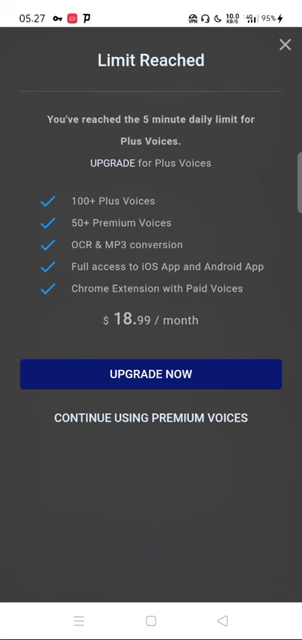 05.27
10.0
KB/S
4G
95%
Limit Reached
You've reached the 5 minute daily limit for
Plus Voices.
UPGRADE for Plus Voices
100+ Plus Voices
50+ Premium Voices
OCR & MP3 conversion
Full access to iOS App and Android App
Chrome Extension with Paid Voices
$ 18.99 / month
UPGRADE NOW
CONTINUE USING PREMIUM VOICES